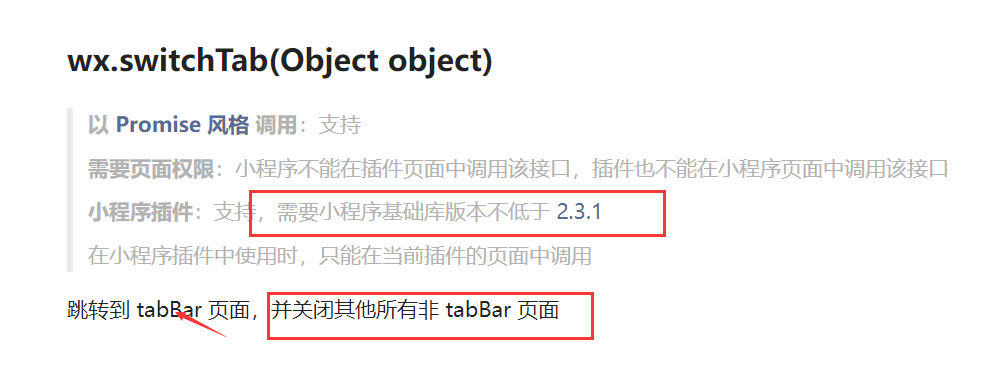 wx.switchTab(Object object)
以 Promise 风格 调用：支持
需要页面权限：小程序不能在插件页面中调用该接口，插件也不能在小程序页面中调用该接口
小程序插件：支持，需要小程序基础库版本不低于 2.3.1
在小程序插件中使用时，只能在当前插件的页面中调用
跳转到 tabBar 页面，并关闭其他所有非 tabBar 页面